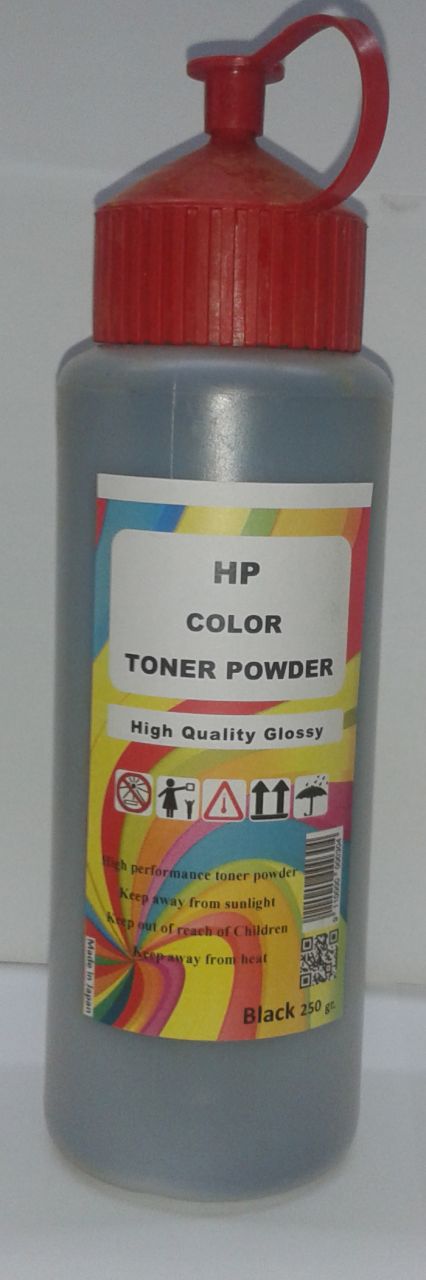 HP
COLOR
TONER POWDER
High Quality Glossy
High performance toner powder
Keep away from sunlight
Keep out of reach of Children
Keep away from heat
Made in Japan
Black 250 gr.